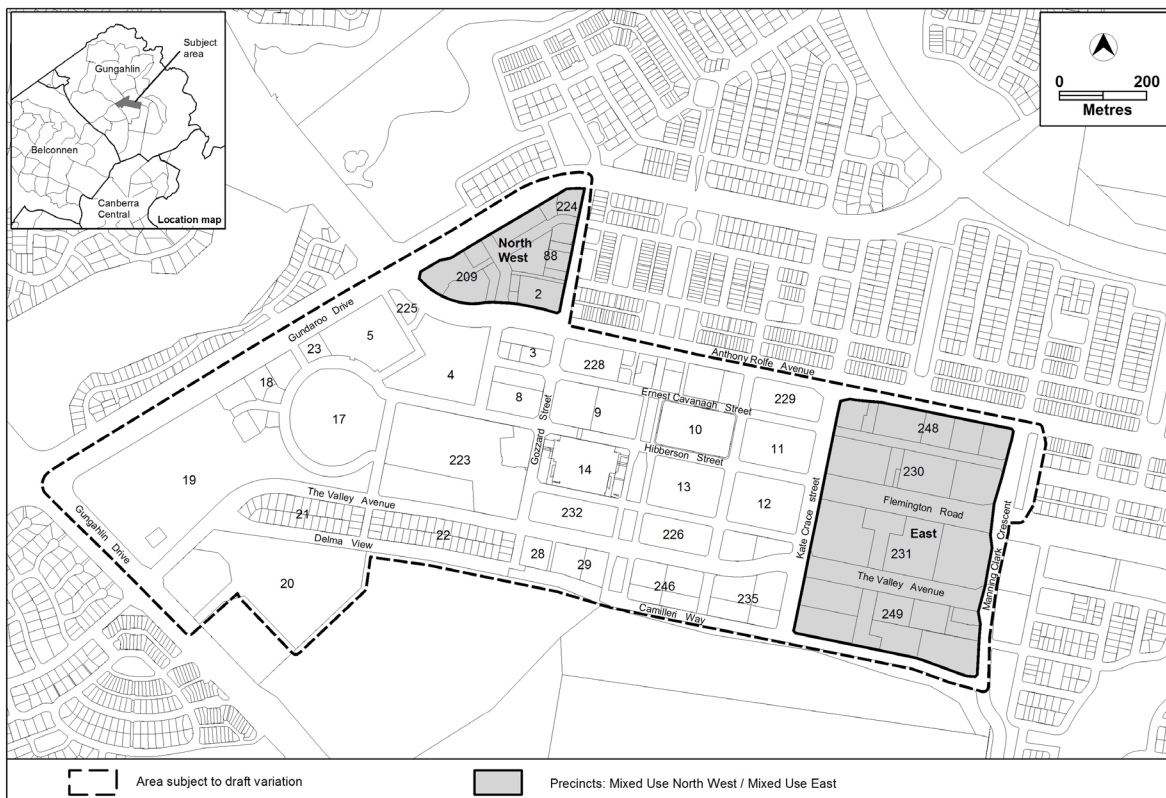 Subject
area
Gungahlin
Belconnen
Canberra
Central
Location map
0 200
Metres
224
North
West
88
209
2
225
Gundaroo Drive
5
23
3
228
Anthony Rolfe Avenue
18
4
8
Ernest Cavanagh Street
229
17
Gozzard Street
9
10
11
248
Hibberson Street
14
230
223
13
19
12
Kate Crace street
Flemington Road
The Valley Avenue
21
232
East
Manning Clark Crescent
Gungahlin Drive
22
226
231
Delma View
28
29
The Valley Avenue
20
246
235
249
Camilleri Way
Area subject to draft variation
Precincts: Mixed Use North West / Mixed Use East